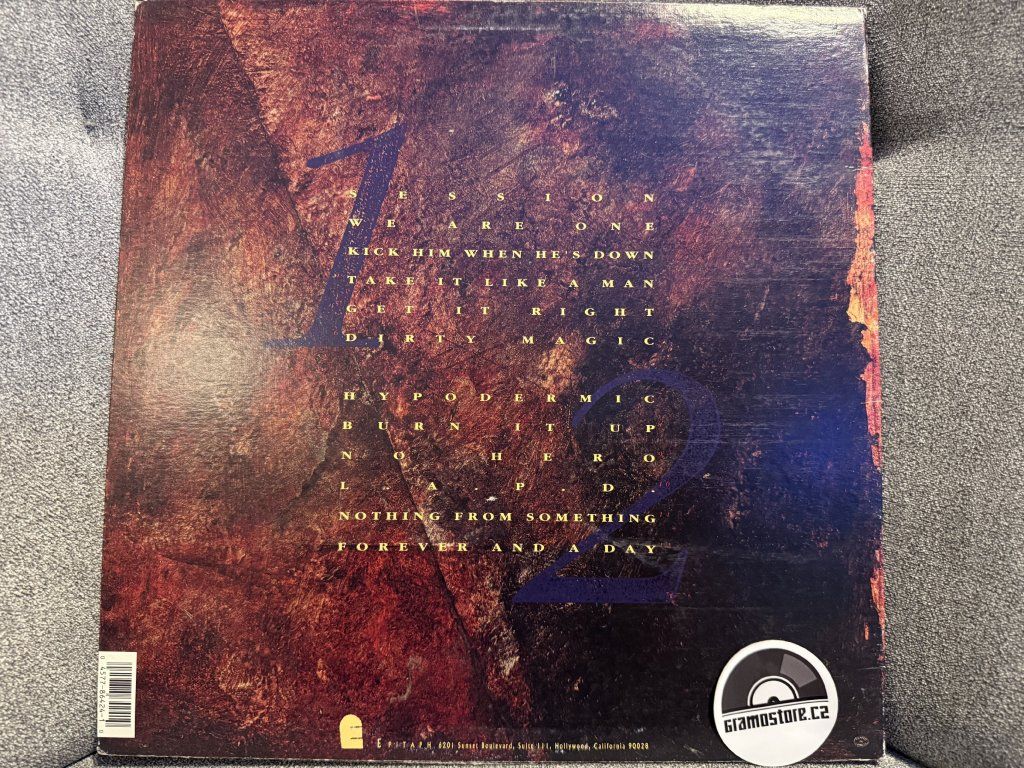 1
SESSION
WE ARE ONE
KICK HIM WHEN HE'S DOWN
TAKE IT LIKE A MAN
GET IT RIGHT
DIRTY MAGIC
2
HYPODERMIC
BURN IT UP
NO HERO
L.A.P.D.
NOTHING FROM SOMETHING
FOREVER AND A DAY
EPITAPH 6201 Sunset Boulevard, Suite 111, Hollywood, California 90028
GramoStore.cz